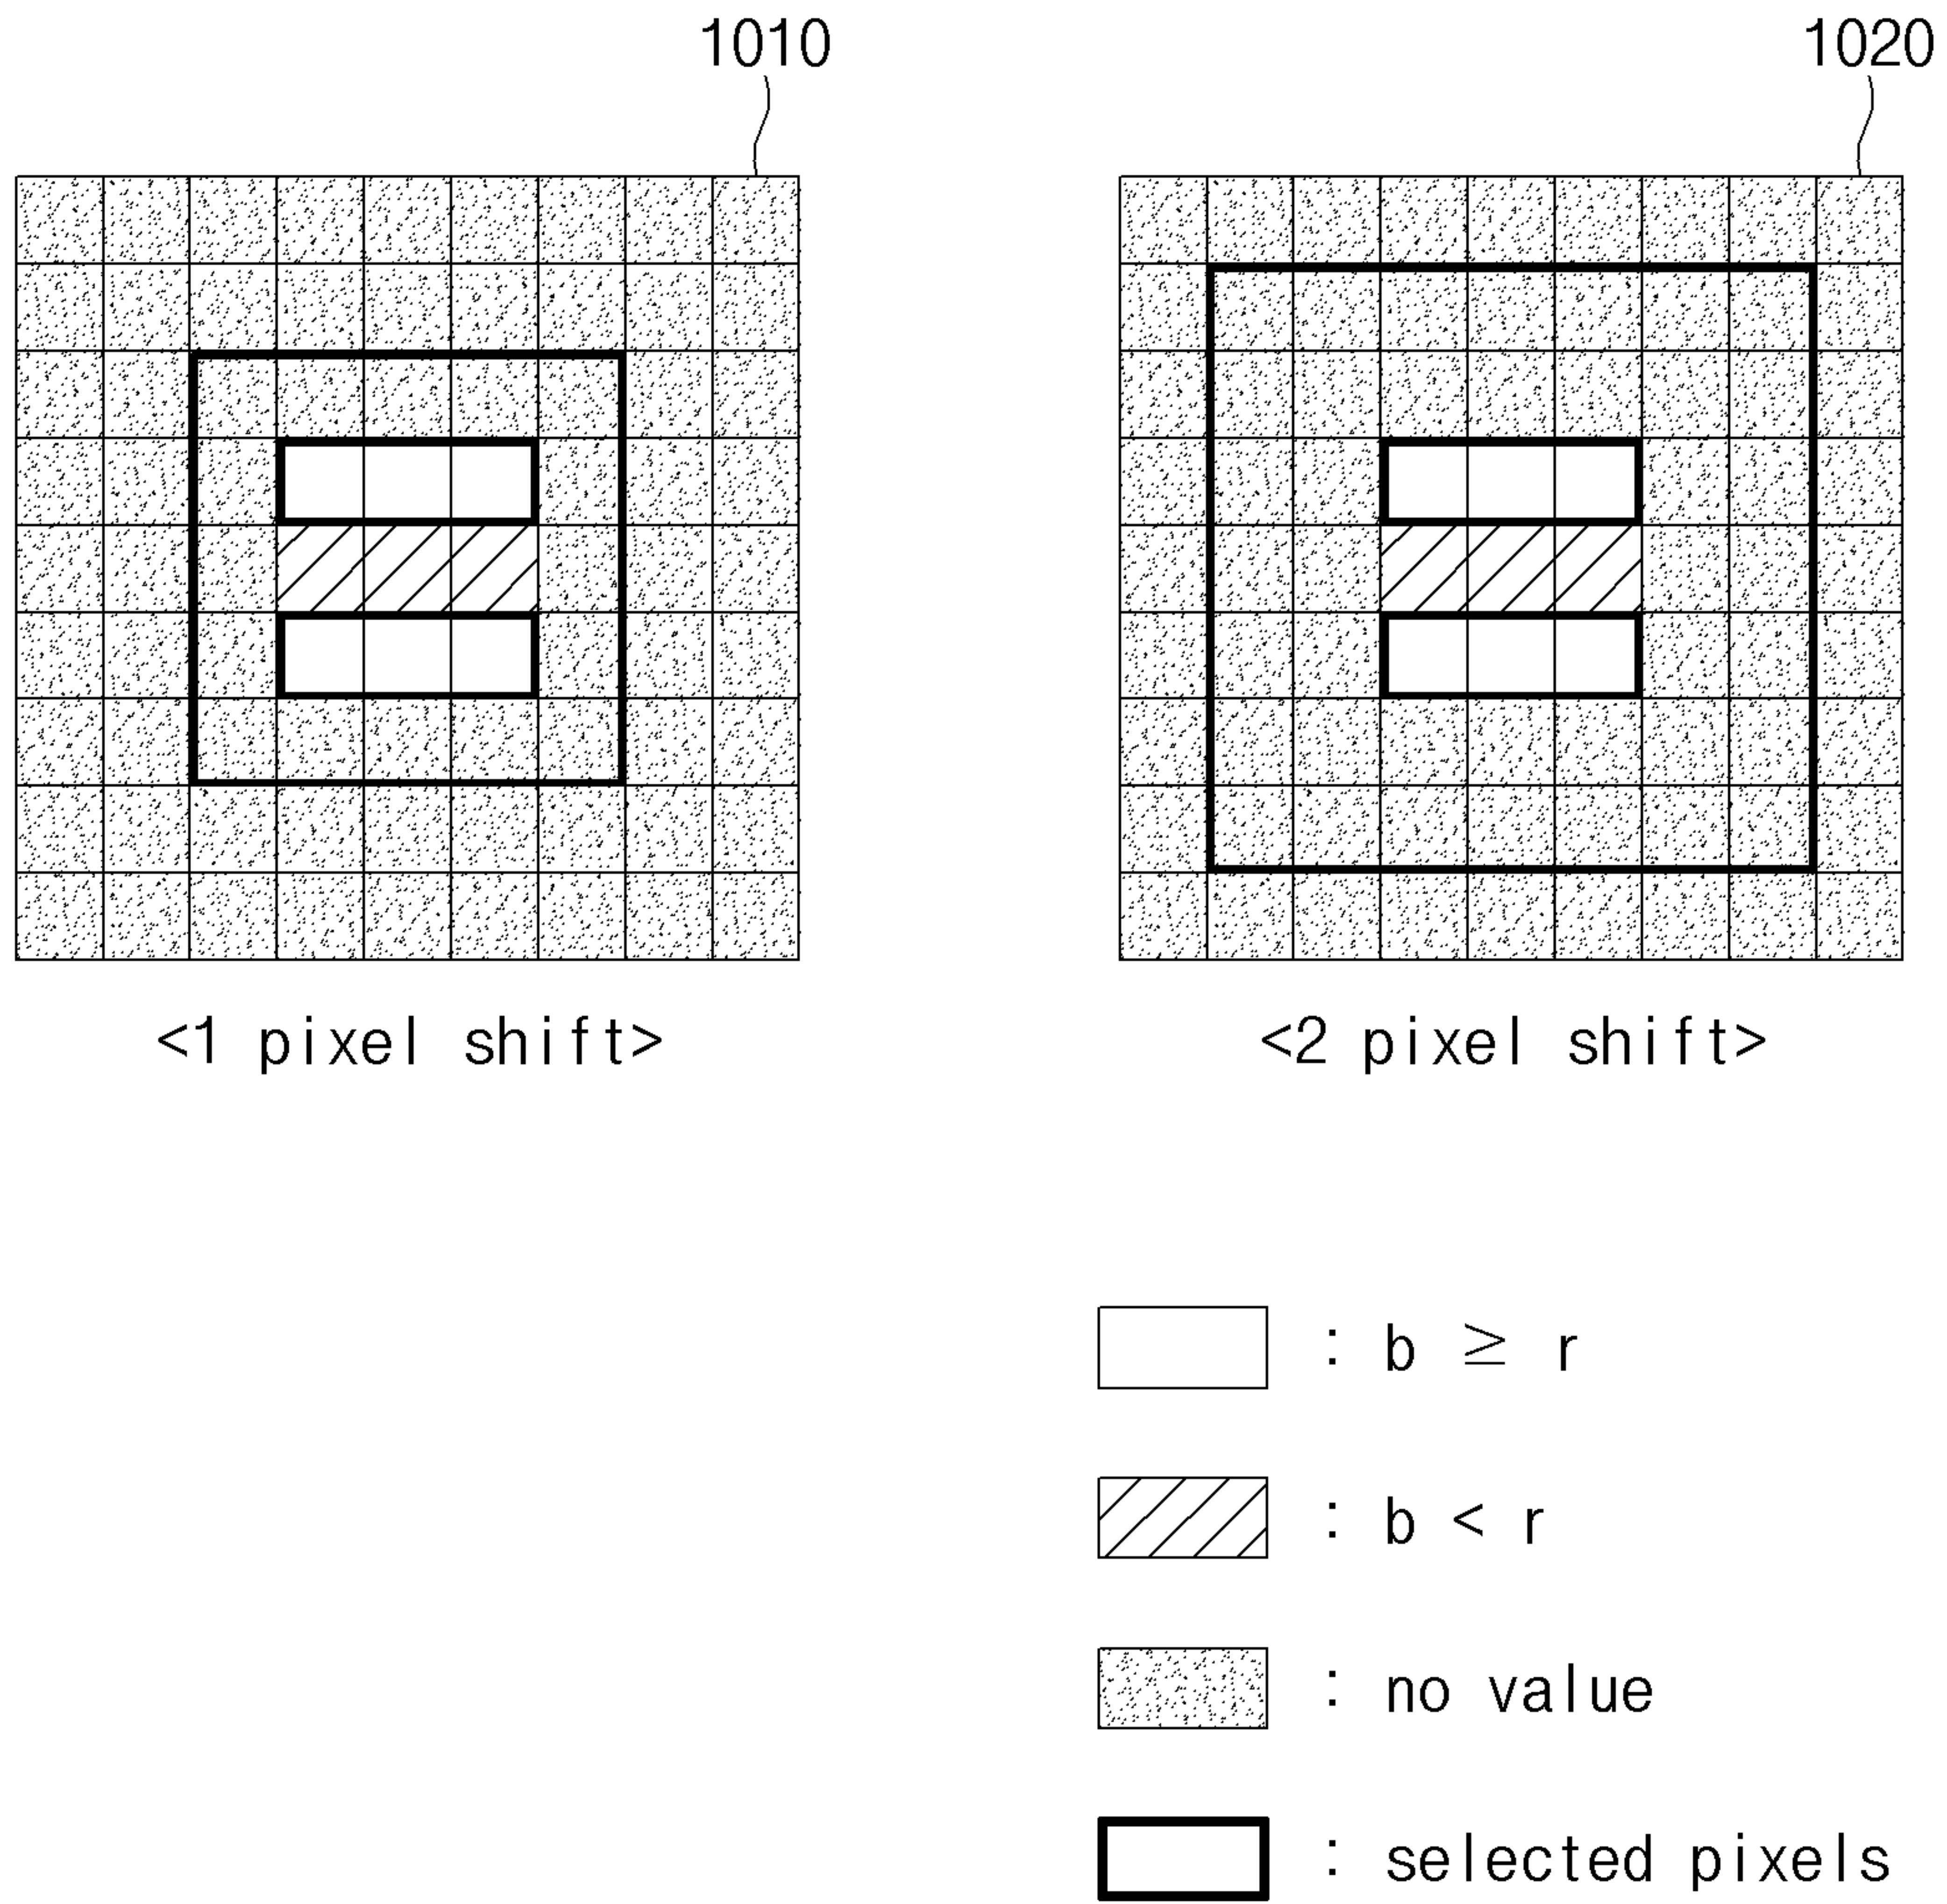 1010
1020
<1 pixel shift>
<2 pixel shift>
: b ≥ r
: b < r
: no value
: selected pixels